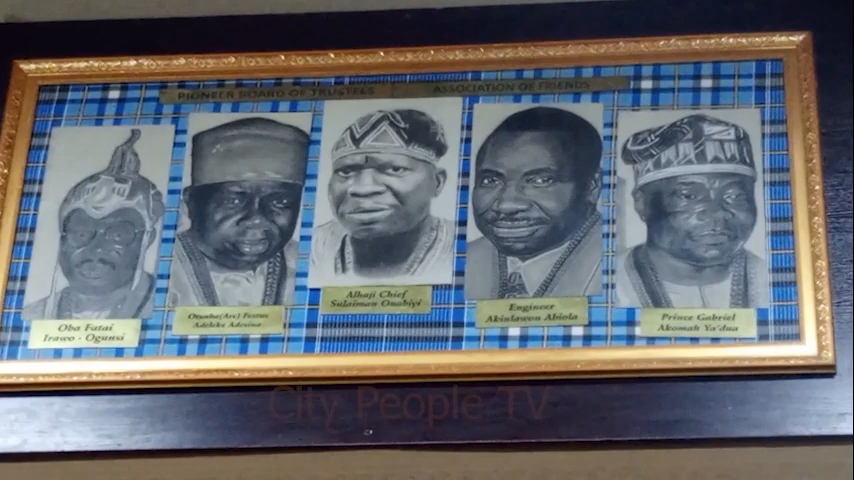 PIONEER BOARD OF TRUSTEES
ASSOCIATION OF FRIENDS
Oba Fatai
Irawo - Ogunsi
Otunba(Arc) Festus
Adeleke Adesina
Alhaji Chief
Sulaiman Onabiyi
Engineer
Akinlawon Abiola
Prince Gabriel
Akomah Ya'dua
City People TV